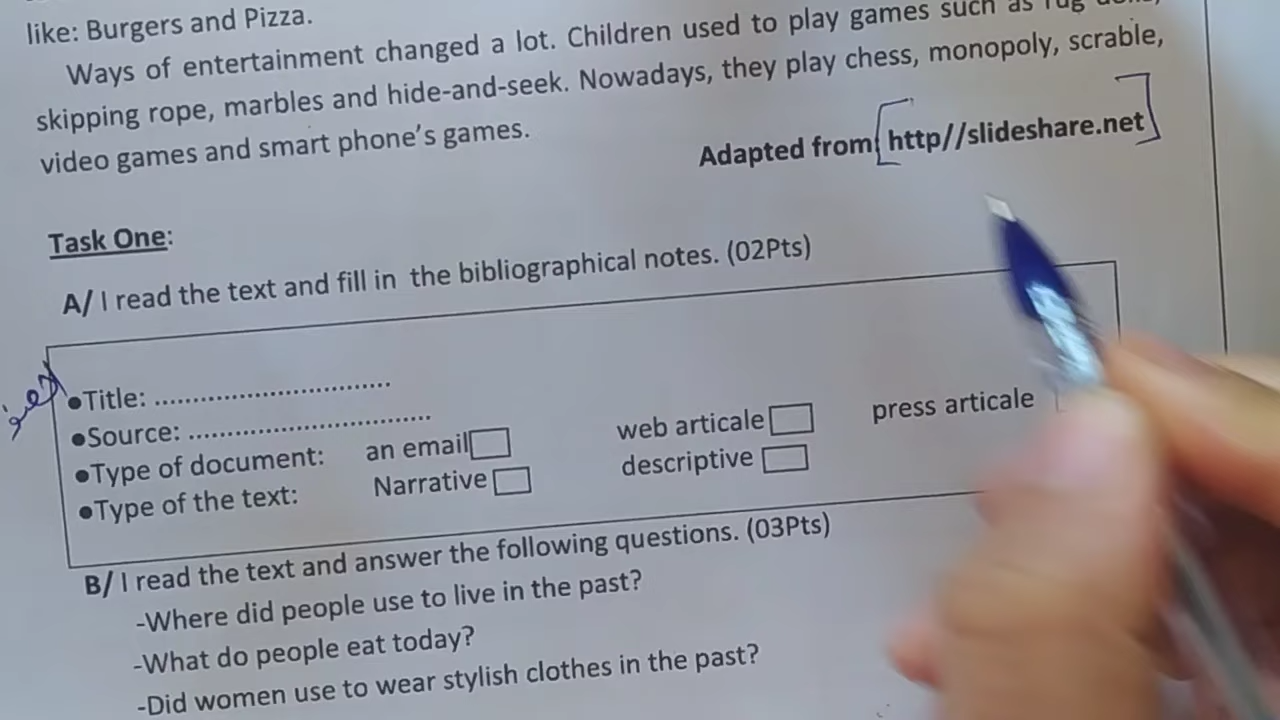 like: Burgers and Pizza.
Ways of entertainment changed a lot. Children used to play games such as
skipping rope, marbles and hide-and-seek. Nowadays, they play chess, monopoly, scrable,
video games and smart phone's games.
Adapted from: http//slideshare.net
Task One:
A/ I read the text and fill in the bibliographical notes. (02Pts)
●Title: ..............................
●Source: ...............................
●Type of document: an email web articale press articale
●Type of the text: Narrative descriptive
B/ I read the text and answer the following questions. (03Pts)
-Where did people use to live in the past?
-What do people eat today?
-Did women use to wear stylish clothes in the past?